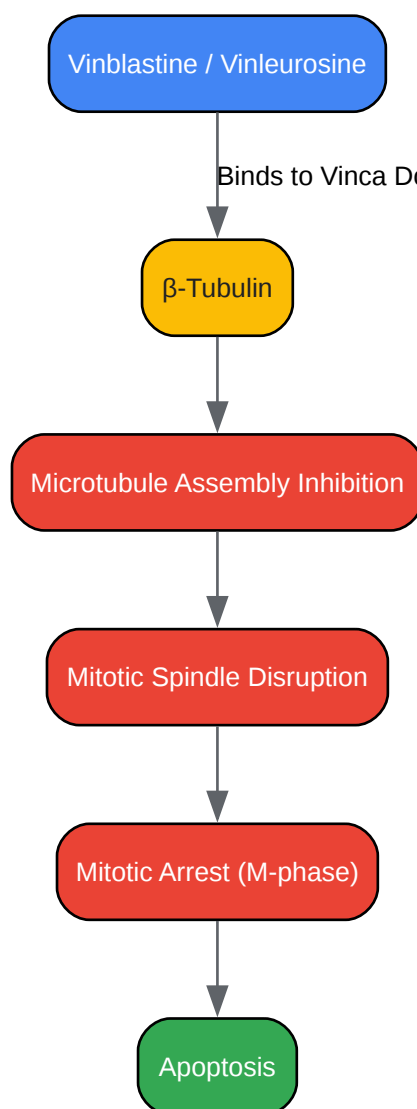 Vinblastine / Vinleurosine
Binds to Vinca
β-Tubulin
Microtubule Assembly Inhibition
Mitotic Spindle Disruption
Mitotic Arrest (M-phase)
Apoptosis